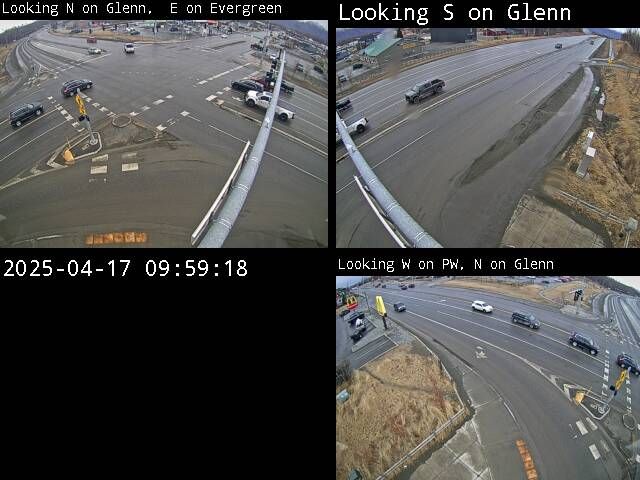 Looking N on Glenn,  E on Evergreen
Looking S on Glenn
2025-04-17 09:59:18
Looking W on PW, N on Glenn